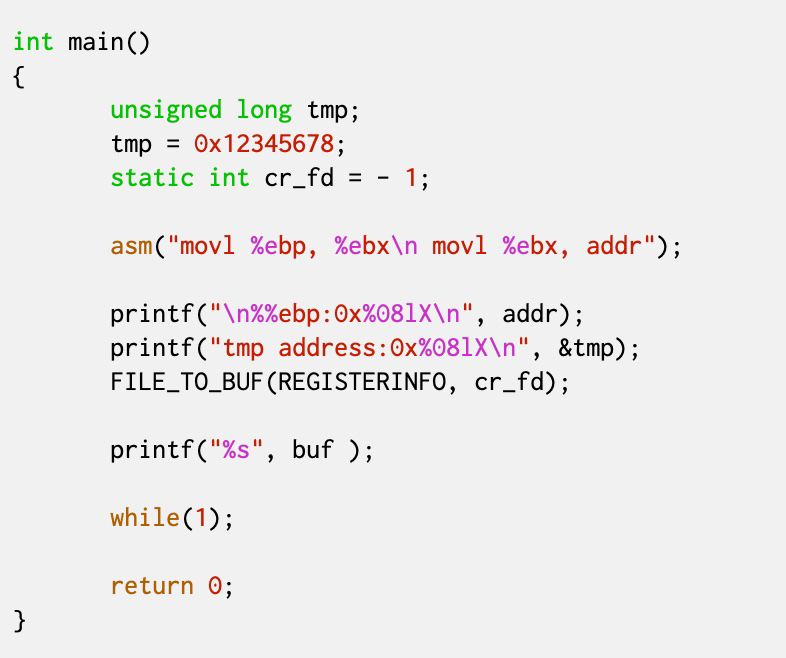 int main()
{
unsigned long tmp;
tmp = 0x12345678;
static int cr_fd = - 1;
asm("movl %ebp, %ebx\n movl %ebx, addr");
printf("\n%%ebp:0x%08lX\n", addr);
printf("tmp address:0x%08lX\n", &tmp);
FILE_TO_BUF(REGISTERINFO, cr_fd);
printf("%s", buf );
while(1);
return 0;
}